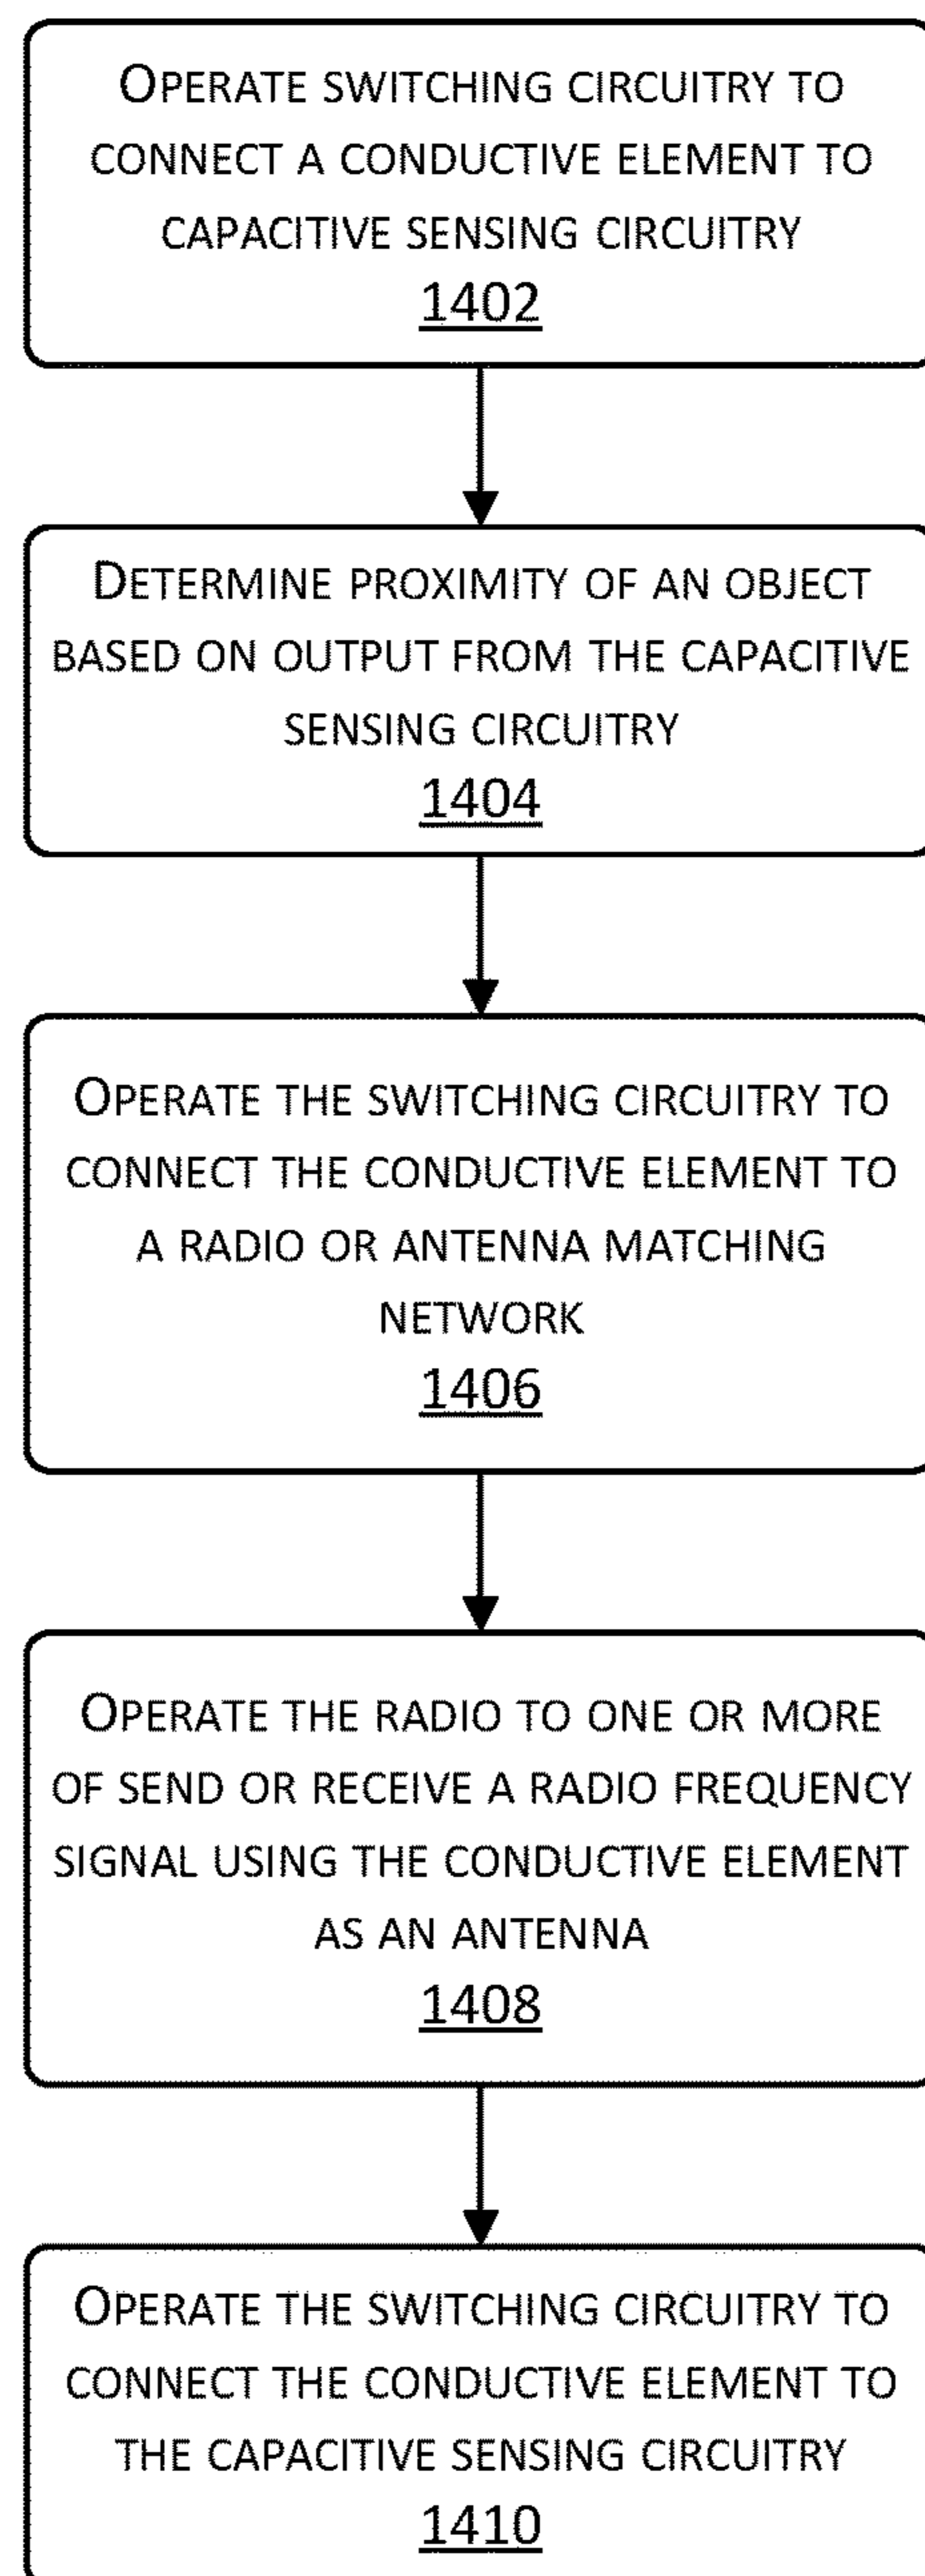 OPERATE SWITCHING CIRCUITRY TO
CONNECT A CONDUCTIVE ELEMENT TO
CAPACITIVE SENSING CIRCUITRY
1402
DETERMINE PROXIMITY OF AN OBJECT
BASED ON OUTPUT FROM THE CAPACITIVE
SENSING CIRCUITRY
1404
OPERATE THE SWITCHING CIRCUITRY TO
CONNECT THE CONDUCTIVE ELEMENT TO
A RADIO OR ANTENNA MATCHING
NETWORK
1406
OPERATE THE RADIO TO ONE OR MORE
OF SEND OR RECEIVE A RADIO FREQUENCY
SIGNAL USING THE CONDUCTIVE ELEMENT
AS AN ANTENNA
1408
OPERATE THE SWITCHING CIRCUITRY TO
CONNECT THE CONDUCTIVE ELEMENT TO
THE CAPACITIVE SENSING CIRCUITRY
1410